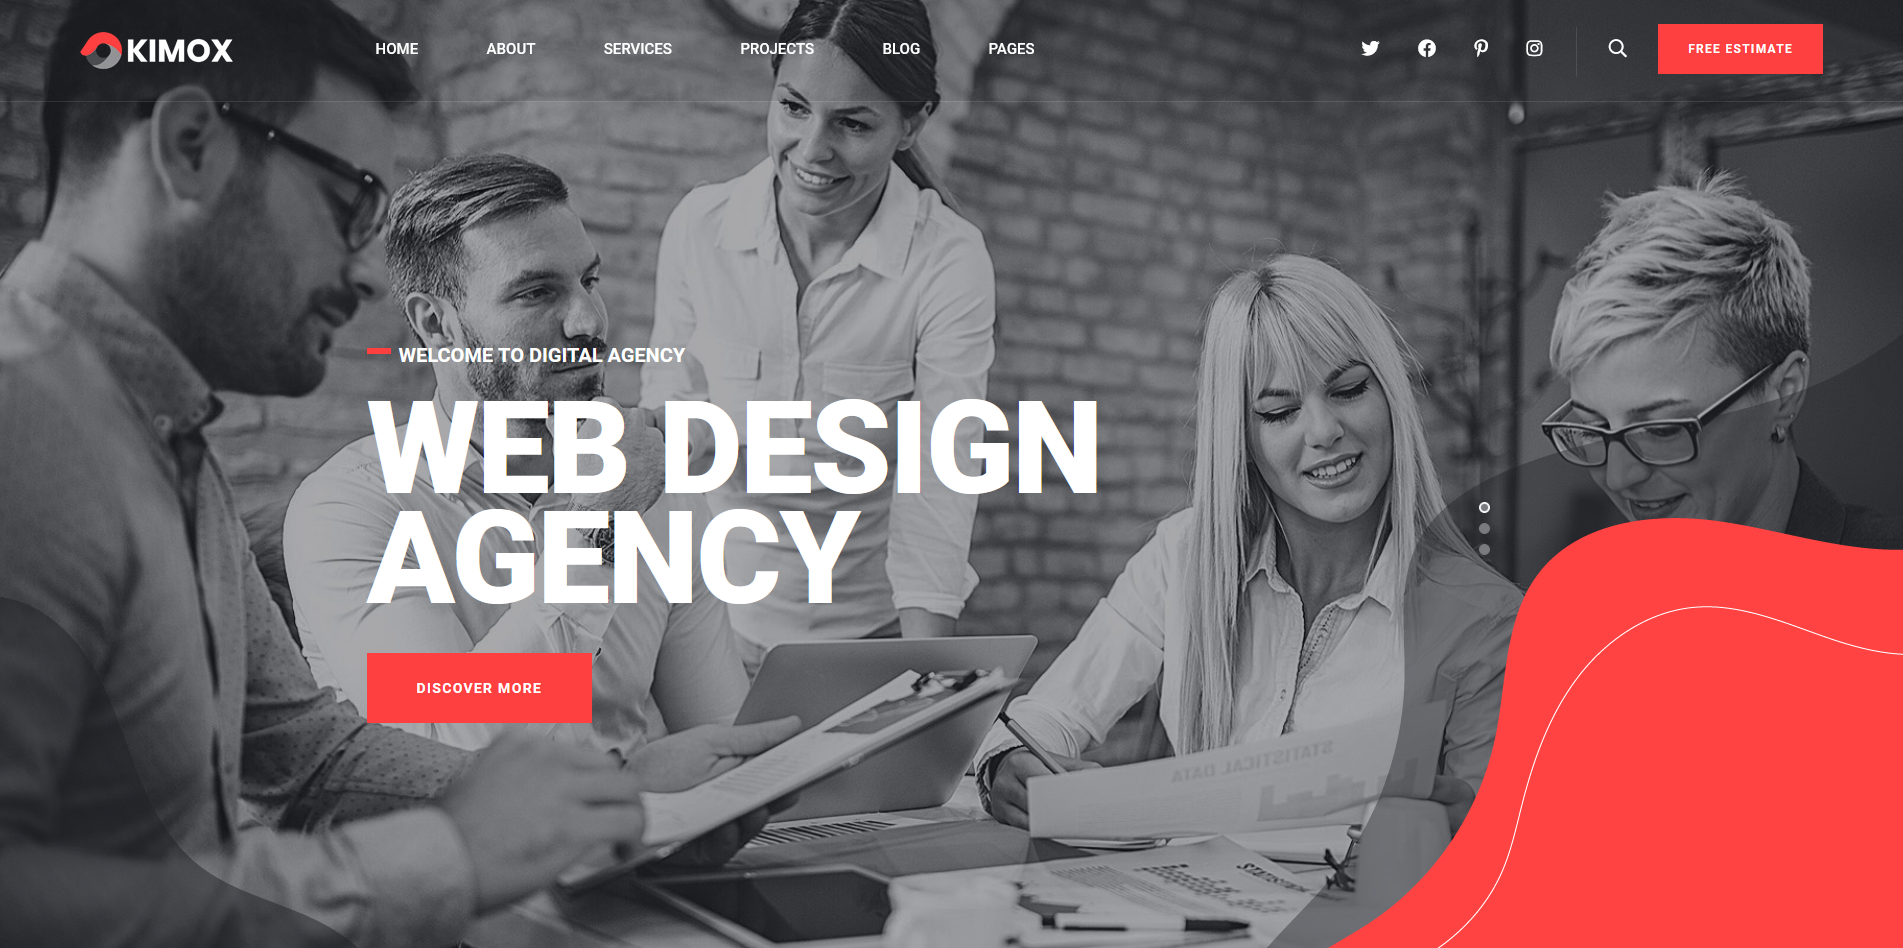 KIMOX
HOME
ABOUT
SERVICES
PROJECTS
BLOG
PAGES
FREE ESTIMATE
WELCOME TO DIGITAL AGENCY
WEB DESIGN
AGENCY
DISCOVER MORE
STATISTICAL DATA